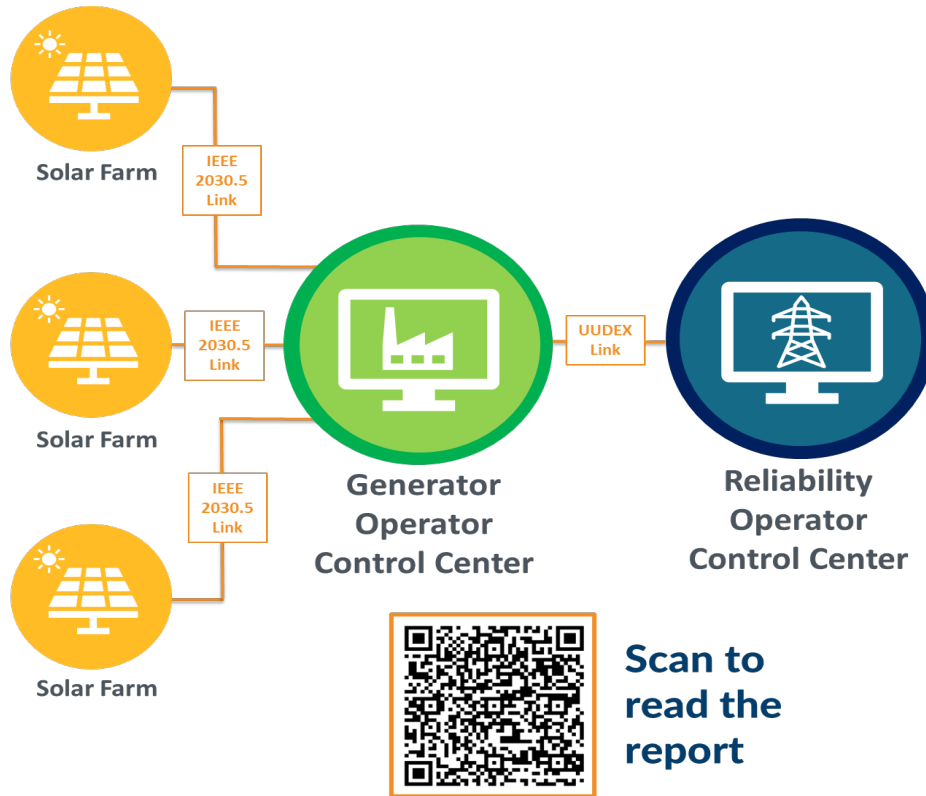 Solar Farm
IEEE
2030.5
Link
Solar Farm
IEEE
2030.5
Link
Solar Farm
IEEE
2030.5
Link
Generator
Operator
Control Center
UUDEX
Link
Reliability
Operator
Control Center
Scan to
read the
report